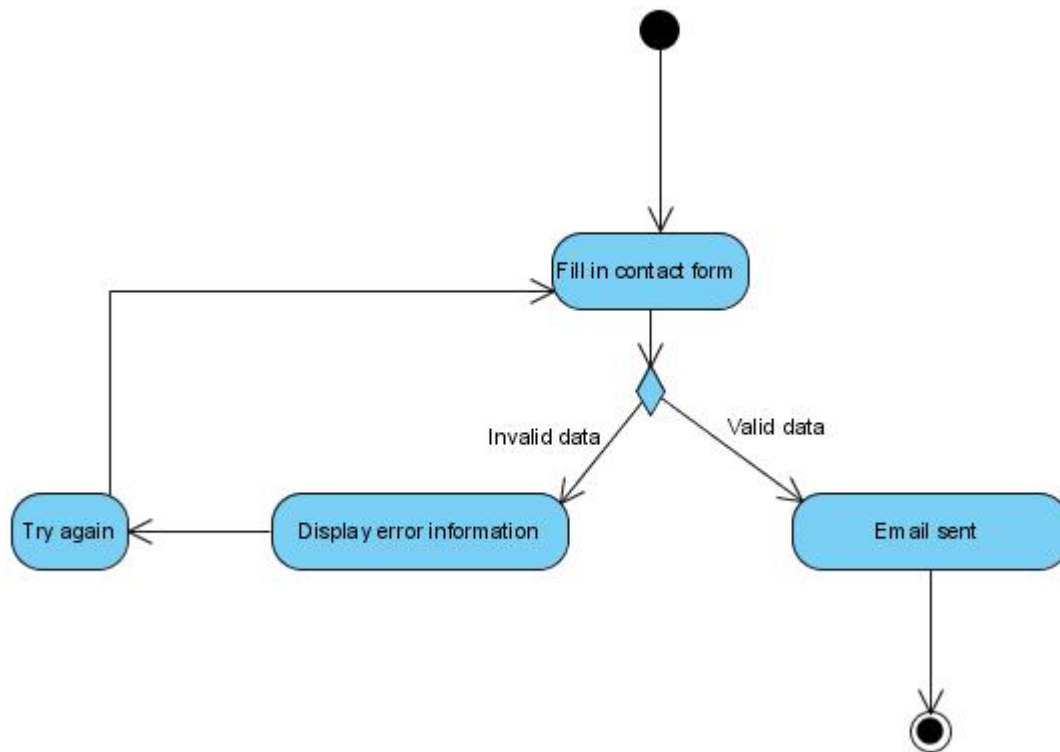 Fill in contact form
Invalid data
Valid data
Try again
Display error information
Email sent